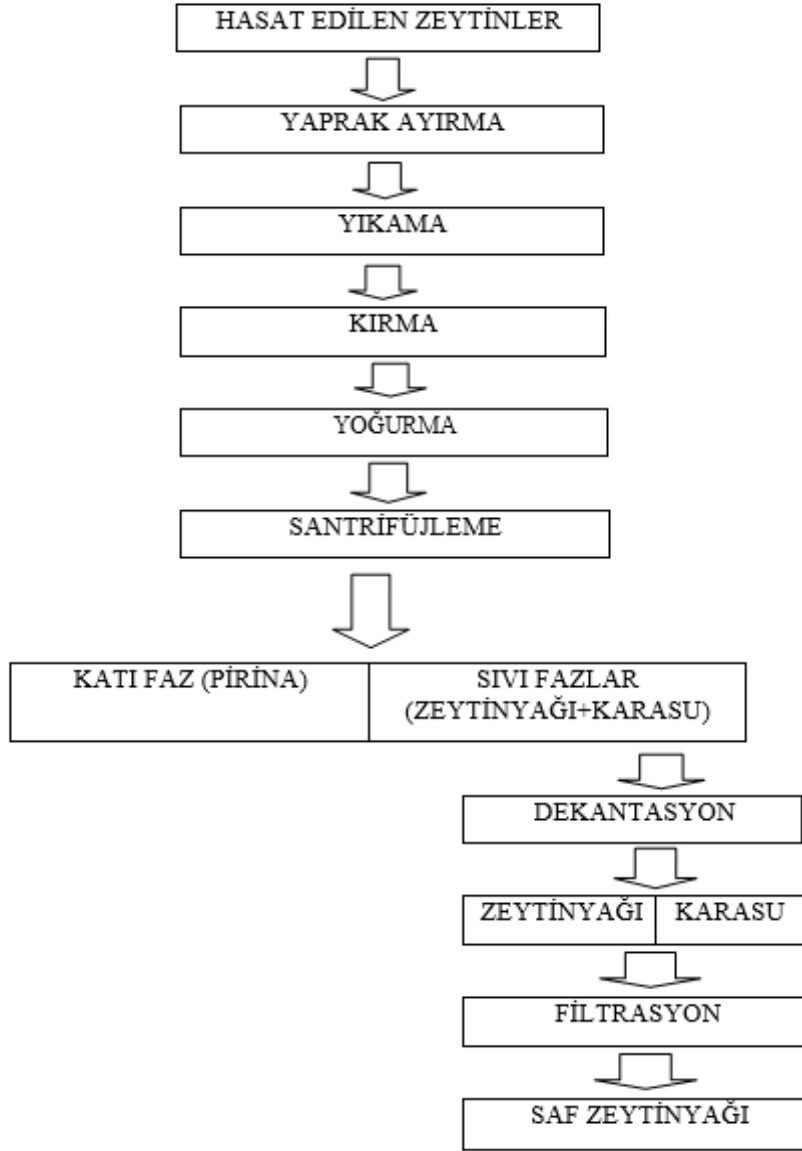 HASAT EDİLEN ZEYTİNLER
YAPRAK AYIRMA
YIKAMA
KIRMA
YOĞURMA
SANTRİFÜJLEME
KATI FAZ (PİRİNA)
SIVI FAZLAR
(ZEYTİNYAĞI+KARASU)
DEKANTASYON
ZEYTİNYAĞI
KARASU
FİLTRASYON
SAF ZEYTİNYAĞI